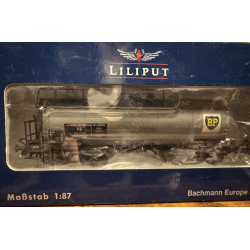 LILIPUT
BP
Maßstab 1:87
Bachmann Europe